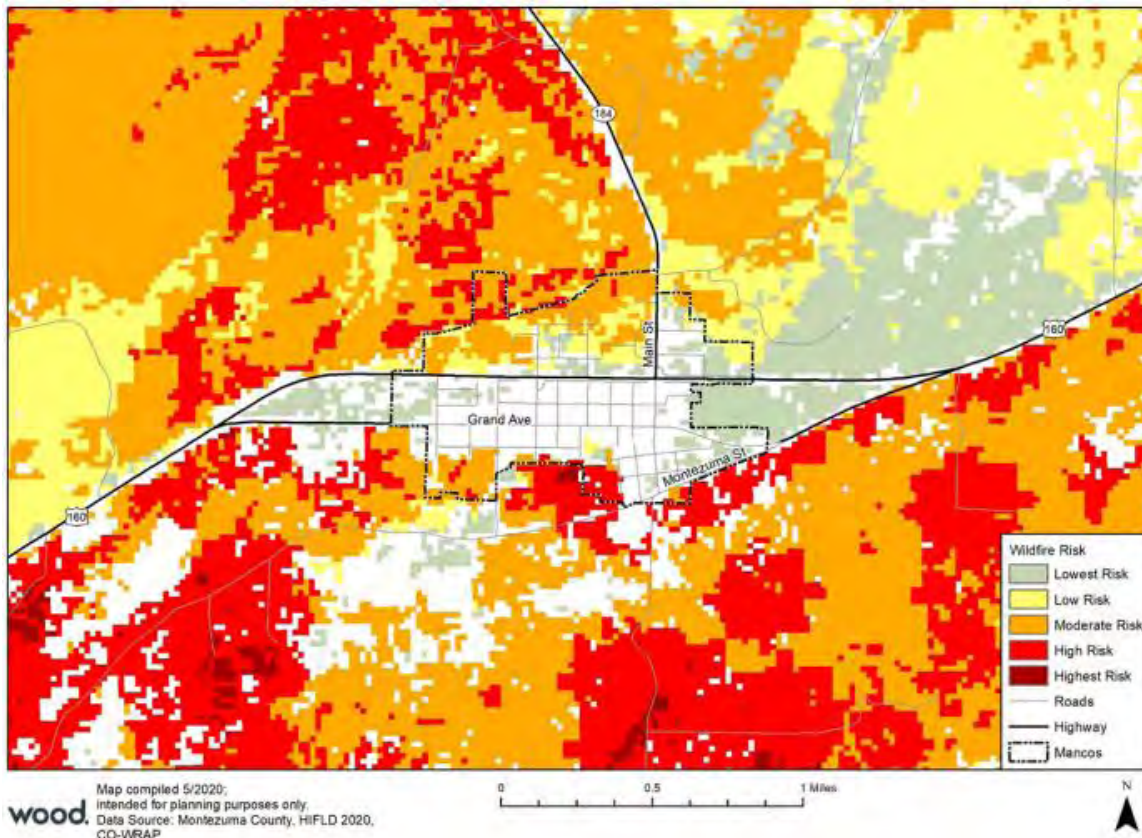 184
160
Main St
Grand Ave
Montezuma St
160
Wildfire Risk
Lowest Risk
Low Risk
Moderate Risk
High Risk
Highest Risk
Roads
Highway
Mancos
wood.
Map compiled 5/2020;
intended for planning purposes only.
Data Source: Montezuma County, HIFLD 2020,
CO-WRAP
0 0.5 1 Miles
N